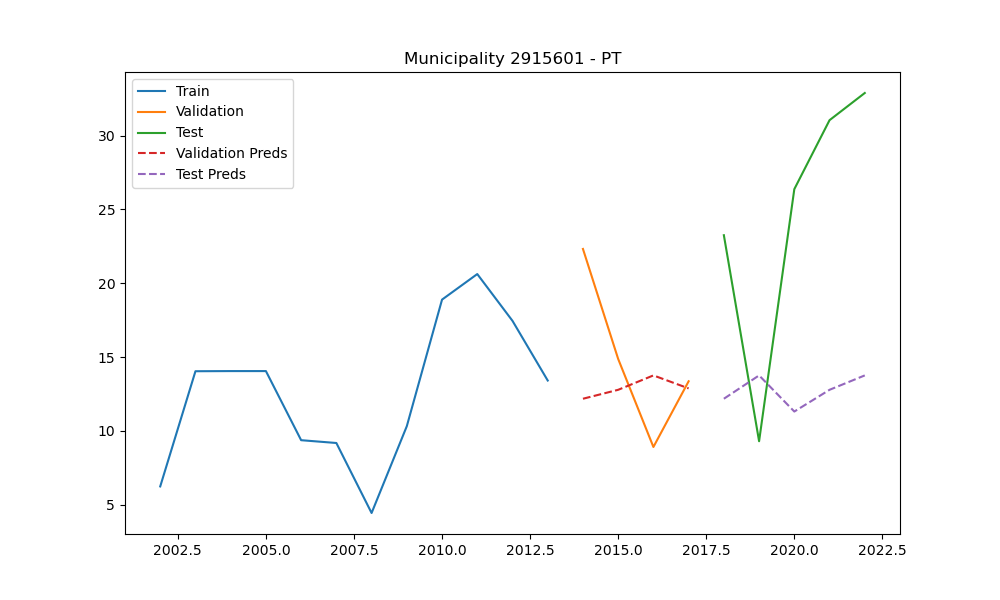 Municipality 2915601 - PT
Train
Validation
Test
Validation Preds
Test Preds
30
25
20
15
10
5
2002.5 2005.0 2007.5 2010.0 2012.5 2015.0 2017.5 2020.0 2022.5